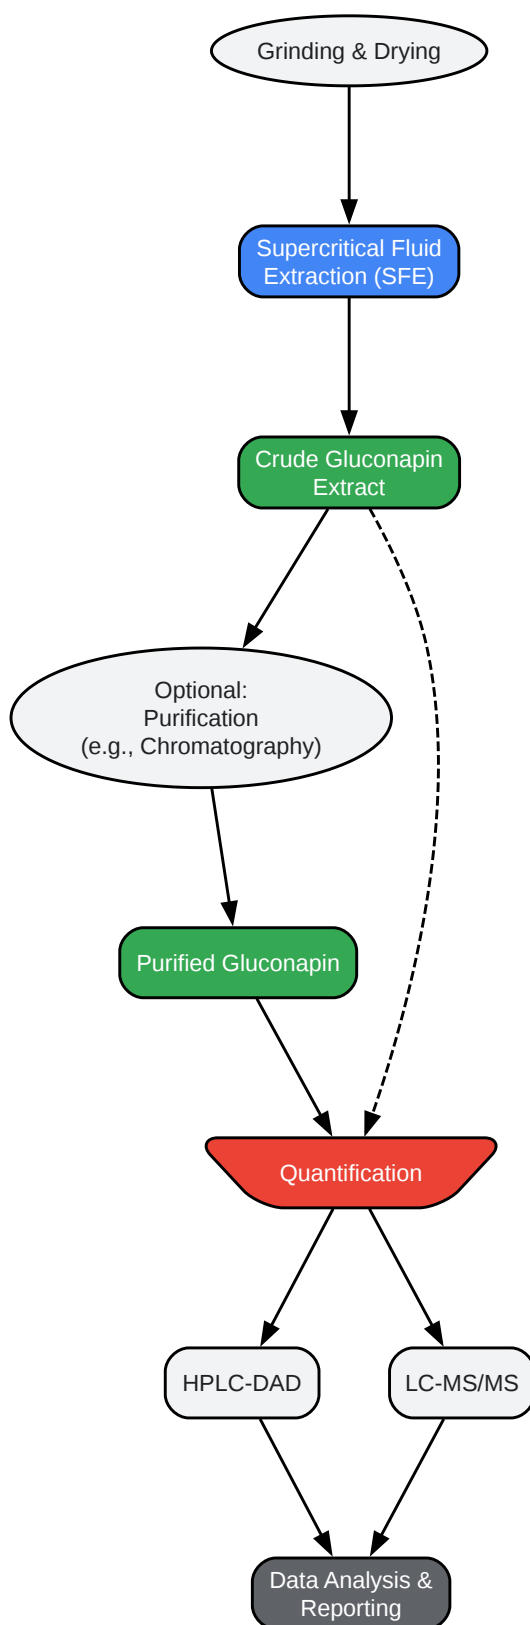 Grinding & Drying
Supercritical Fluid
Extraction (SFE)
Crude Gluconapin
Extract
Optional:
Purification
(e.g., Chromatography)
Purified Gluconapin
Quantification
HPLC-DAD
LC-MS/MS
Data Analysis &
Reporting